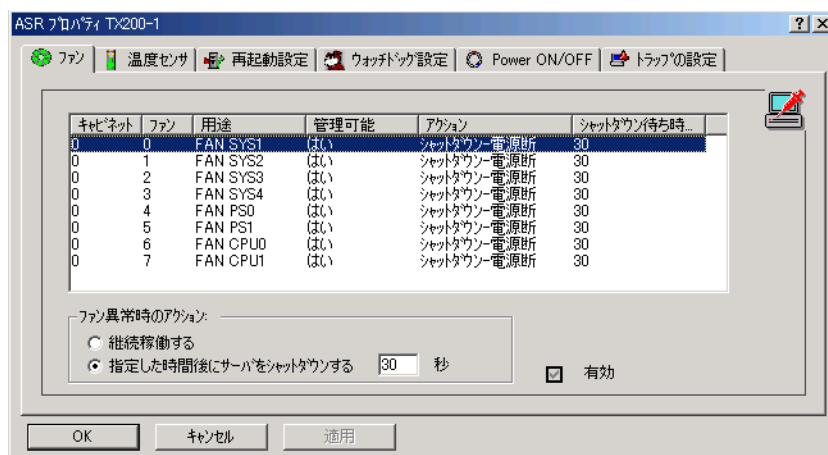 ASR プロパティ TX200-1
ファン 温度センサ 再起動設定 ウォッチドッグ設定 Power ON/OFF トラップの設定
キャビネット ファン 用途 管理可能 アクション シャットダウン待ち時...
0 0 FAN SYS1 はい シャットダウン-電源断 30
0 1 FAN SYS2 はい シャットダウン-電源断 30
0 2 FAN SYS3 はい シャットダウン-電源断 30
0 3 FAN SYS4 はい シャットダウン-電源断 30
0 4 FAN PS0 はい シャットダウン-電源断 30
0 5 FAN PS1 はい シャットダウン-電源断 30
0 6 FAN CPU0 はい シャットダウン-電源断 30
0 7 FAN CPU1 はい シャットダウン-電源断 30
ファン異常時のアクション:
継続稼働する
指定した時間後にサーバをシャットダウンする 30 秒
有効
OK キャンセル 適用